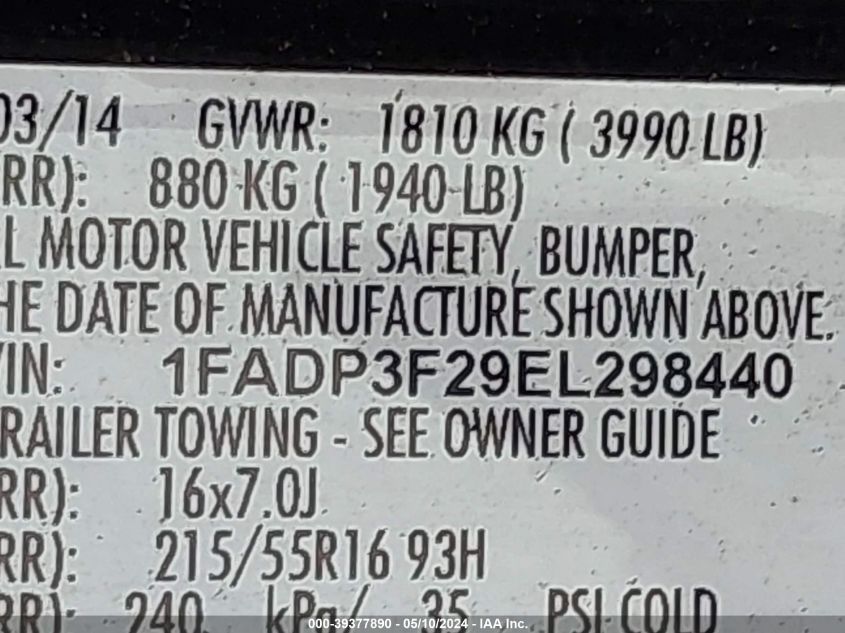 03/14 GVWR: 1810 KG ( 3990 LB)
RR): 880 KG ( 1940 LB)
L MOTOR VEHICLE SAFETY, BUMPER,
HE DATE OF MANUFACTURE SHOWN ABOVE.
VIN: 1FADP3F29EL298440
RAILER TOWING - SEE OWNER GUIDE
RR): 16x7.0J
RR): 215/55R16 93H
RR): 240 kPa/ 35 PSI COLD
000-39377890 - 05/10/2024 - IAA Inc.